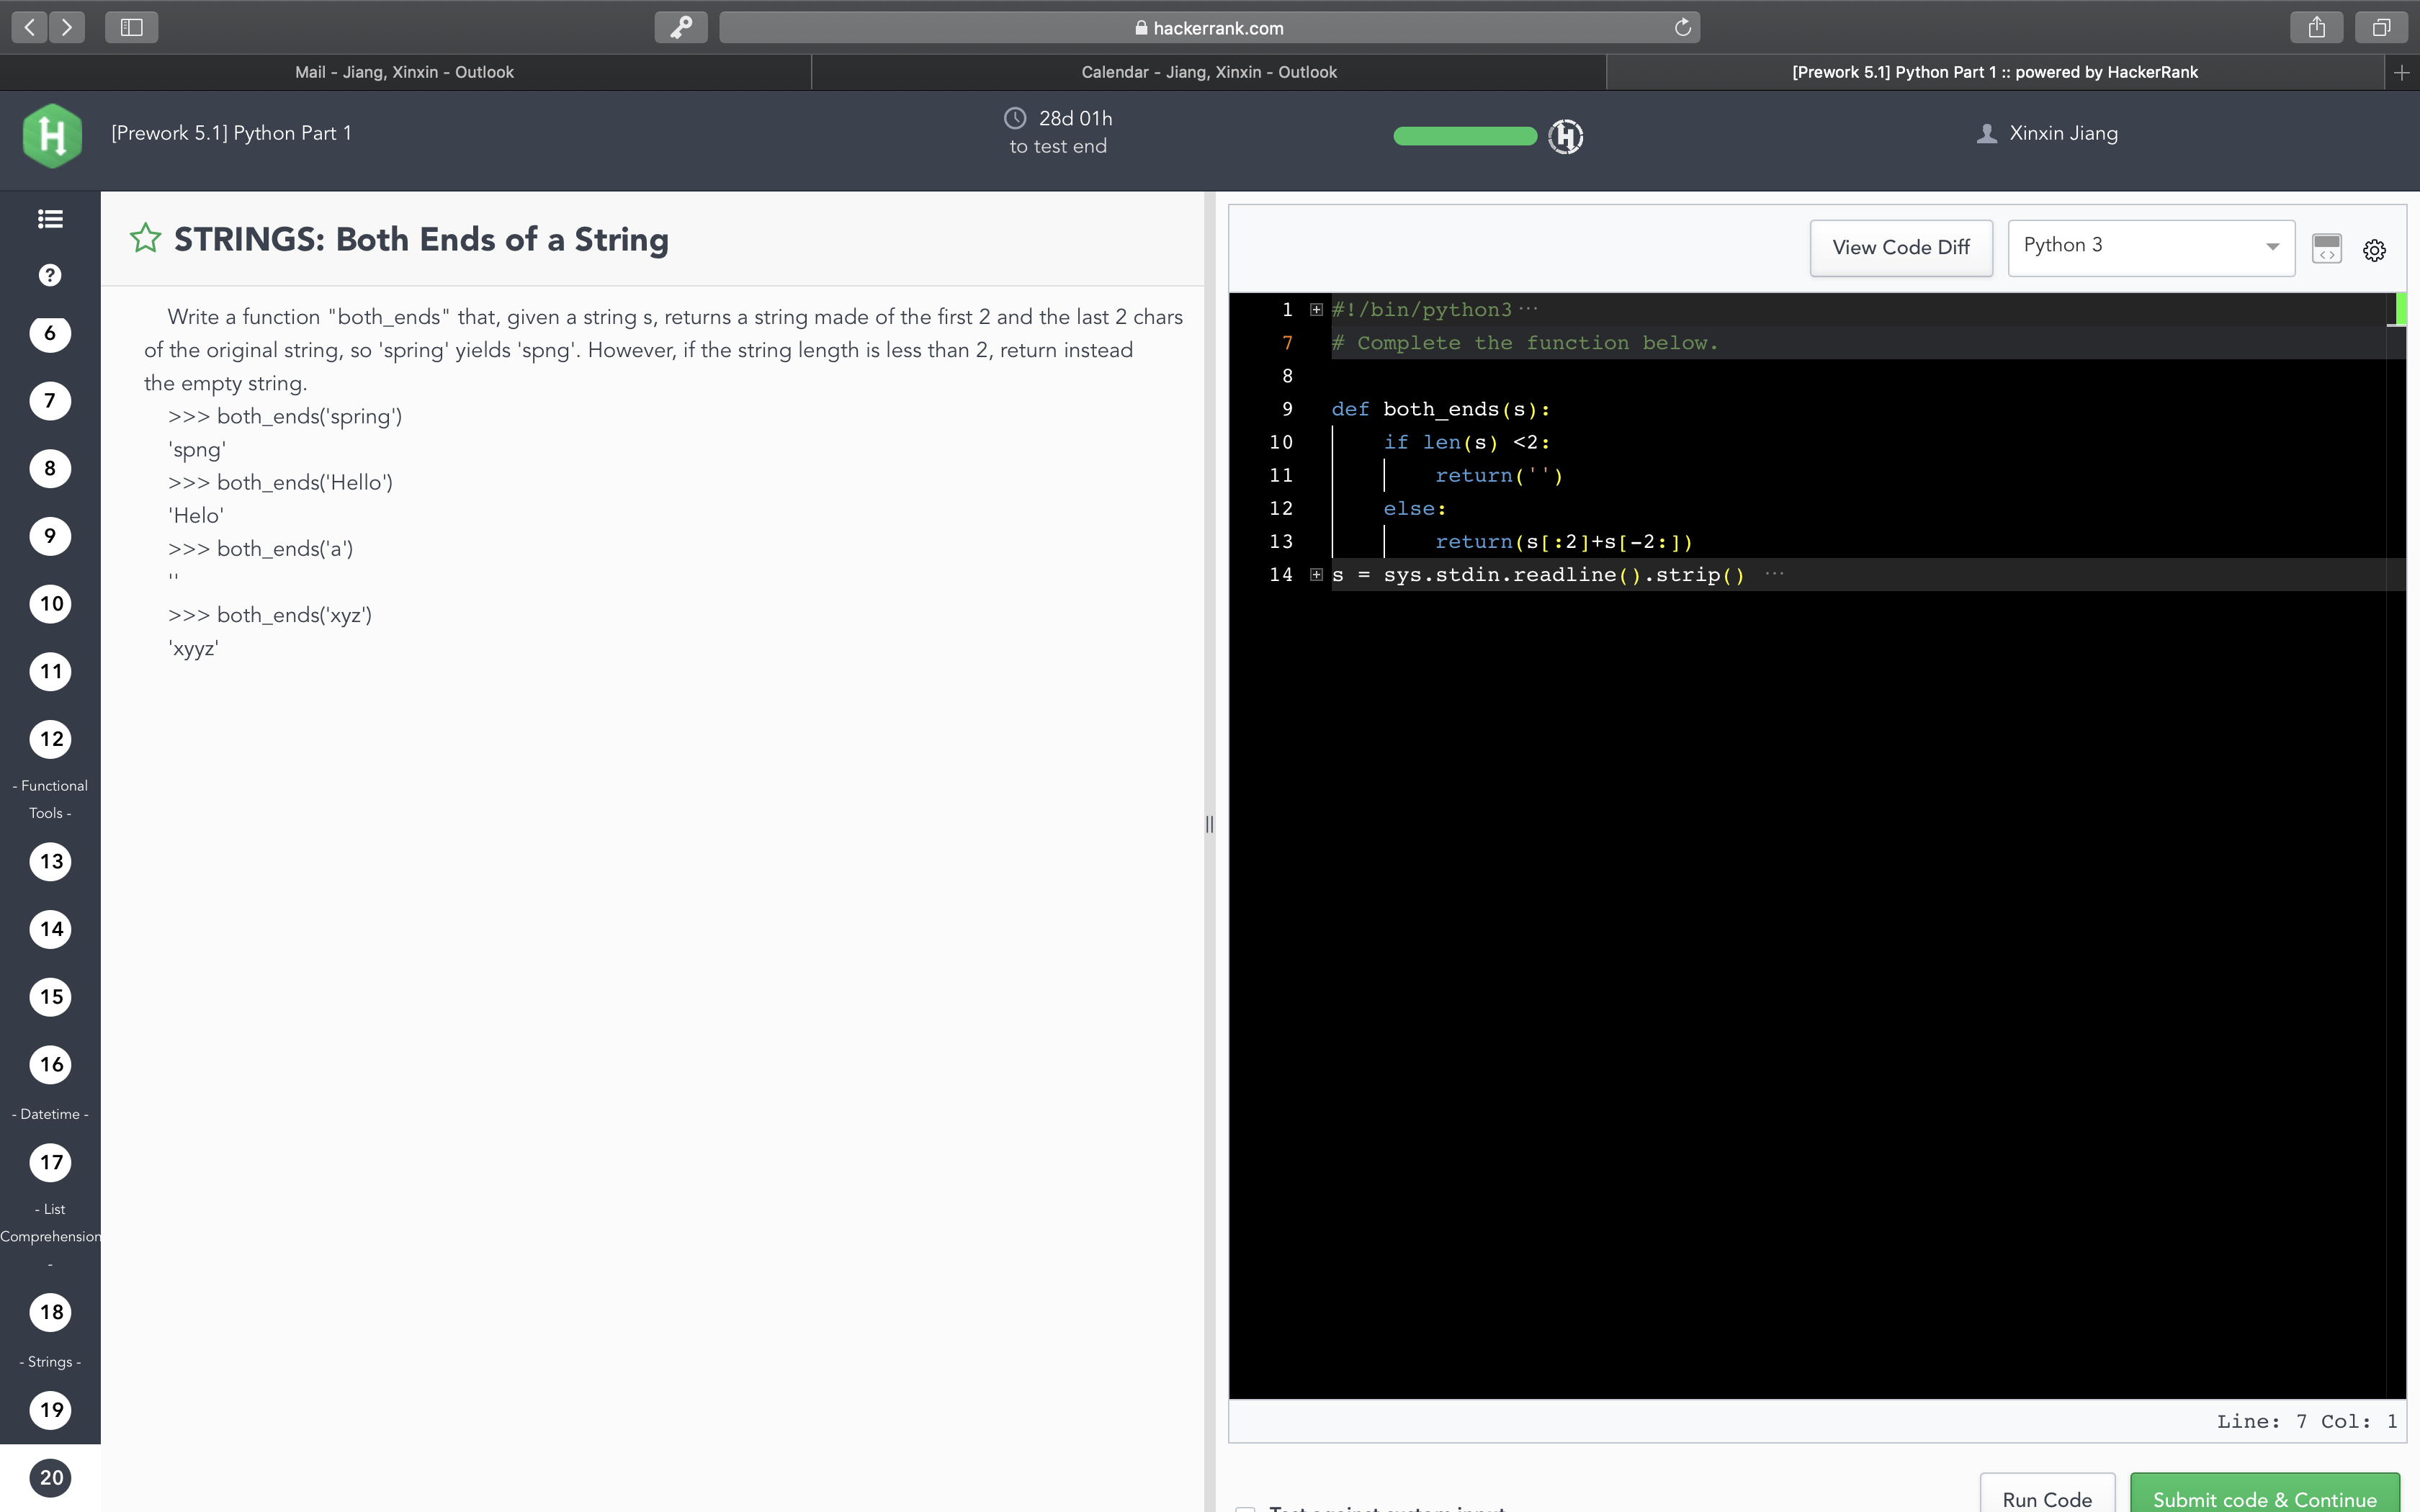 hackerrank.com
Mail - Jiang, Xinxin - Outlook
Calendar - Jiang, Xinxin - Outlook
[Prework 5.1] Python Part 1 :: powered by HackerRank
[Prework 5.1] Python Part 1
28d 01h
to test end
Xinxin Jiang
?
6
7
8
9
10
11
12
- Functional
Tools -
13
14
15
16
- Datetime -
17
- List
Comprehension
-
18
- Strings -
19
20
STRINGS: Both Ends of a String
Write a function "both_ends" that, given a string s, returns a string made of the first 2 and the last 2 chars
of the original string, so 'spring' yields 'spng'. However, if the string length is less than 2, return instead
the empty string.
>>> both_ends('spring')
'spng'
>>> both_ends('Hello')
'Helo'
>>> both_ends('a')
''
>>> both_ends('xyz')
'xyyz'
View Code Diff
Python 3
1 #!/bin/python3 ···
7 # Complete the function below.
8
9 def both_ends(s):
10 if len(s) <2:
11 return('')
12 else:
13 return(s[:2]+s[-2:])
14 s = sys.stdin.readline().strip() ···
Line: 7 Col: 1
Test against custom input
Run Code
Submit code & Continue